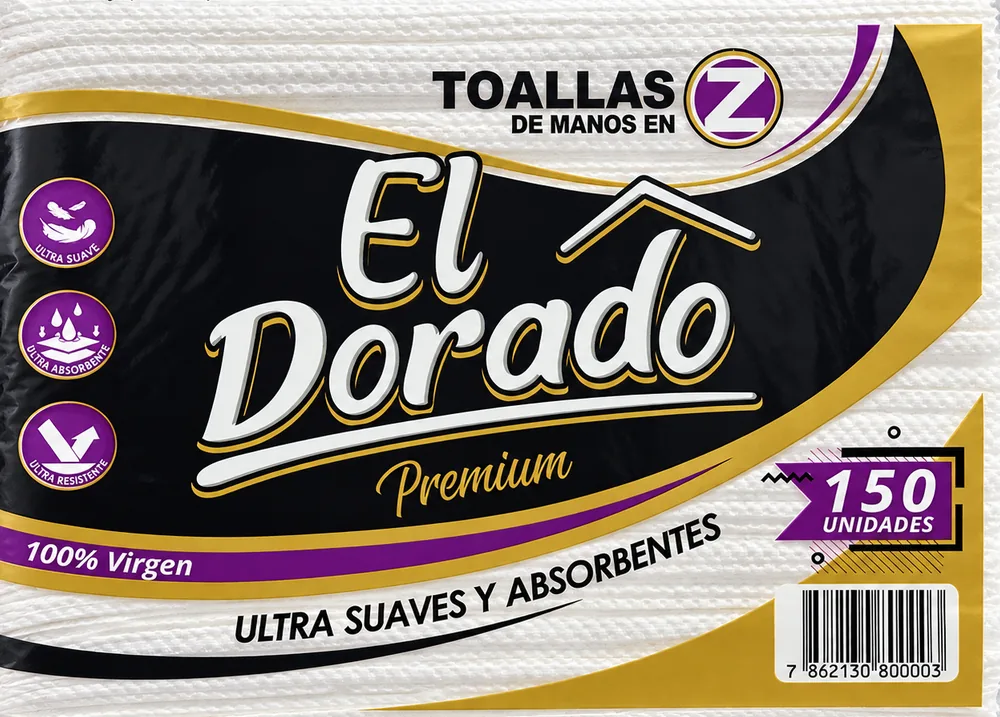 TOALLAS
DE MANOS EN
Z
El
Dorado
Premium
ULTRA SUAVE
ULTRA ABSORBENTE
ULTRA RESISTENTE
100% Virgen
ULTRA SUAVES Y ABSORBENTES
150
UNIDADES
7 862130 800003